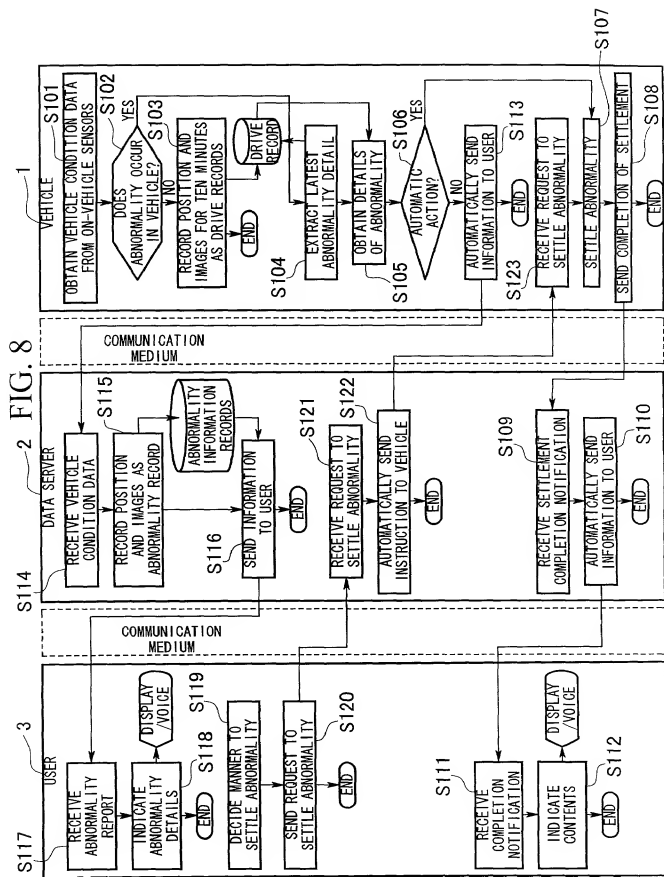 FIG. 8
1
VEHICLE
OBTAIN VEHICLE CONDITION DATA
FROM ON-VEHICLE SENSORS
S101
DOES
ABNORMALITY OCCUR
IN VEHICLE?
S102
YES
NO
RECORD POSITION AND
IMAGES FOR TEN MINUTES
AS DRIVE RECORDS
S103
END
DRIVE
RECORD
EXTRACT LATEST
ABNORMALITY DETAIL
S104
OBTAIN DETAILS
OF ABNORMALITY
S105
AUTOMATIC
ACTION?
S106
YES
NO
AUTOMATICALLY SEND
INFORMATION TO USER
S113
END
S123
RECEIVE REQUEST TO
SETTLE ABNORMALITY
SETTLE ABNORMALITY
S107
SEND COMPLETION OF SETTLEMENT
S108
END
COMMUNICATION
MEDIUM
2
DATA SERVER
S114
RECEIVE VEHICLE
CONDITION DATA
RECORD POSITION
AND IMAGES AS
ABNORMALITY RECORD
S115
ABNORMALITY
INFORMATION
RECORDS
S116
SEND INFORMATION
TO USER
END
S121
RECEIVE REQUEST TO
SETTLE ABNORMALITY
S122
AUTOMATICALLY SEND
INSTRUCTION TO VEHICLE
END
S109
RECEIVE SETTLEMENT
COMPLETION NOTIFICATION
AUTOMATICALLY SEND
INFORMATION TO USER
S110
END
COMMUNICATION
MEDIUM
3
USER
S117
RECEIVE
ABNORMALITY
REPORT
INDICATE
ABNORMALITY
DETAILS
DISPLAY
/VOICE
S118
END
DECIDE MANNER TO
SETTLE ABNORMALITY
S119
SEND REQUEST TO
SETTLE ABNORMALITY
S120
END
S111
RECEIVE
COMPLETION
NOTIFICATION
INDICATE
CONTENTS
DISPLAY
/VOICE
S112
END